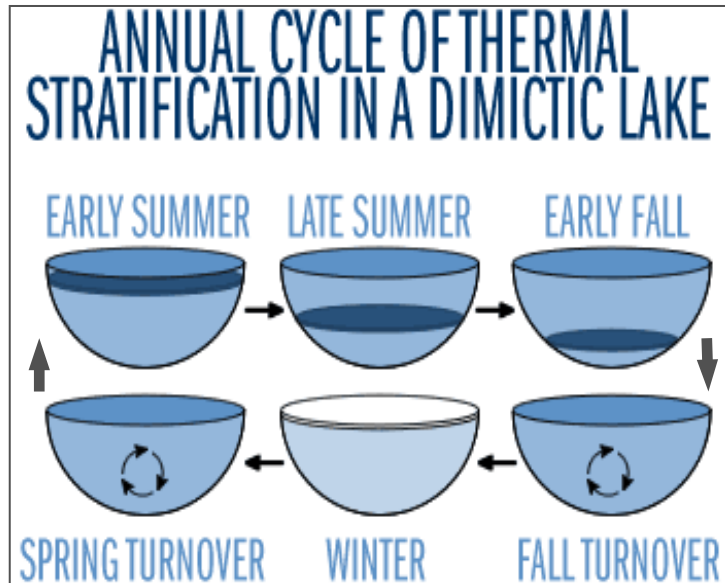 ANNUAL CYCLE OF THERMAL
STRATIFICATION IN A DIMICTIC LAKE
EARLY SUMMER
LATE SUMMER
EARLY FALL
SPRING TURNOVER
WINTER
FALL TURNOVER